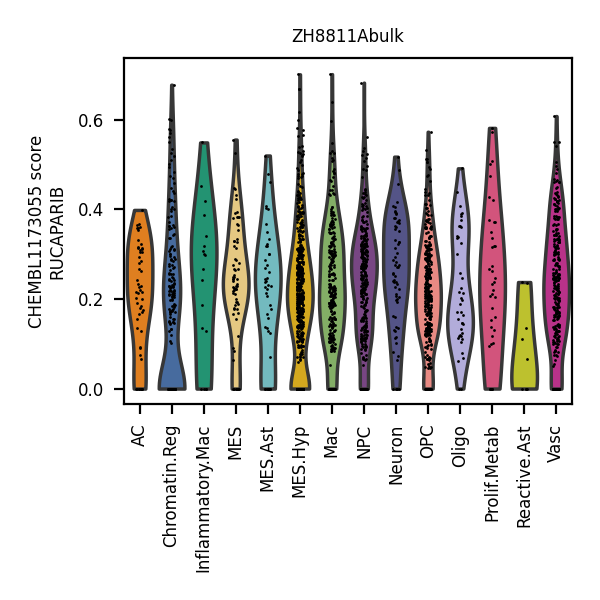 ZH8811Abulk
CHEMBL1173055 score
RUCAPARIB
0.6
0.4
0.2
0.0
AC
Chromatin.Reg
Inflammatory.Mac
MES
MES.Ast
MES.Hyp
Mac
NPC
Neuron
OPC
Oligo
Prolif.Metab
Reactive.Ast
Vasc